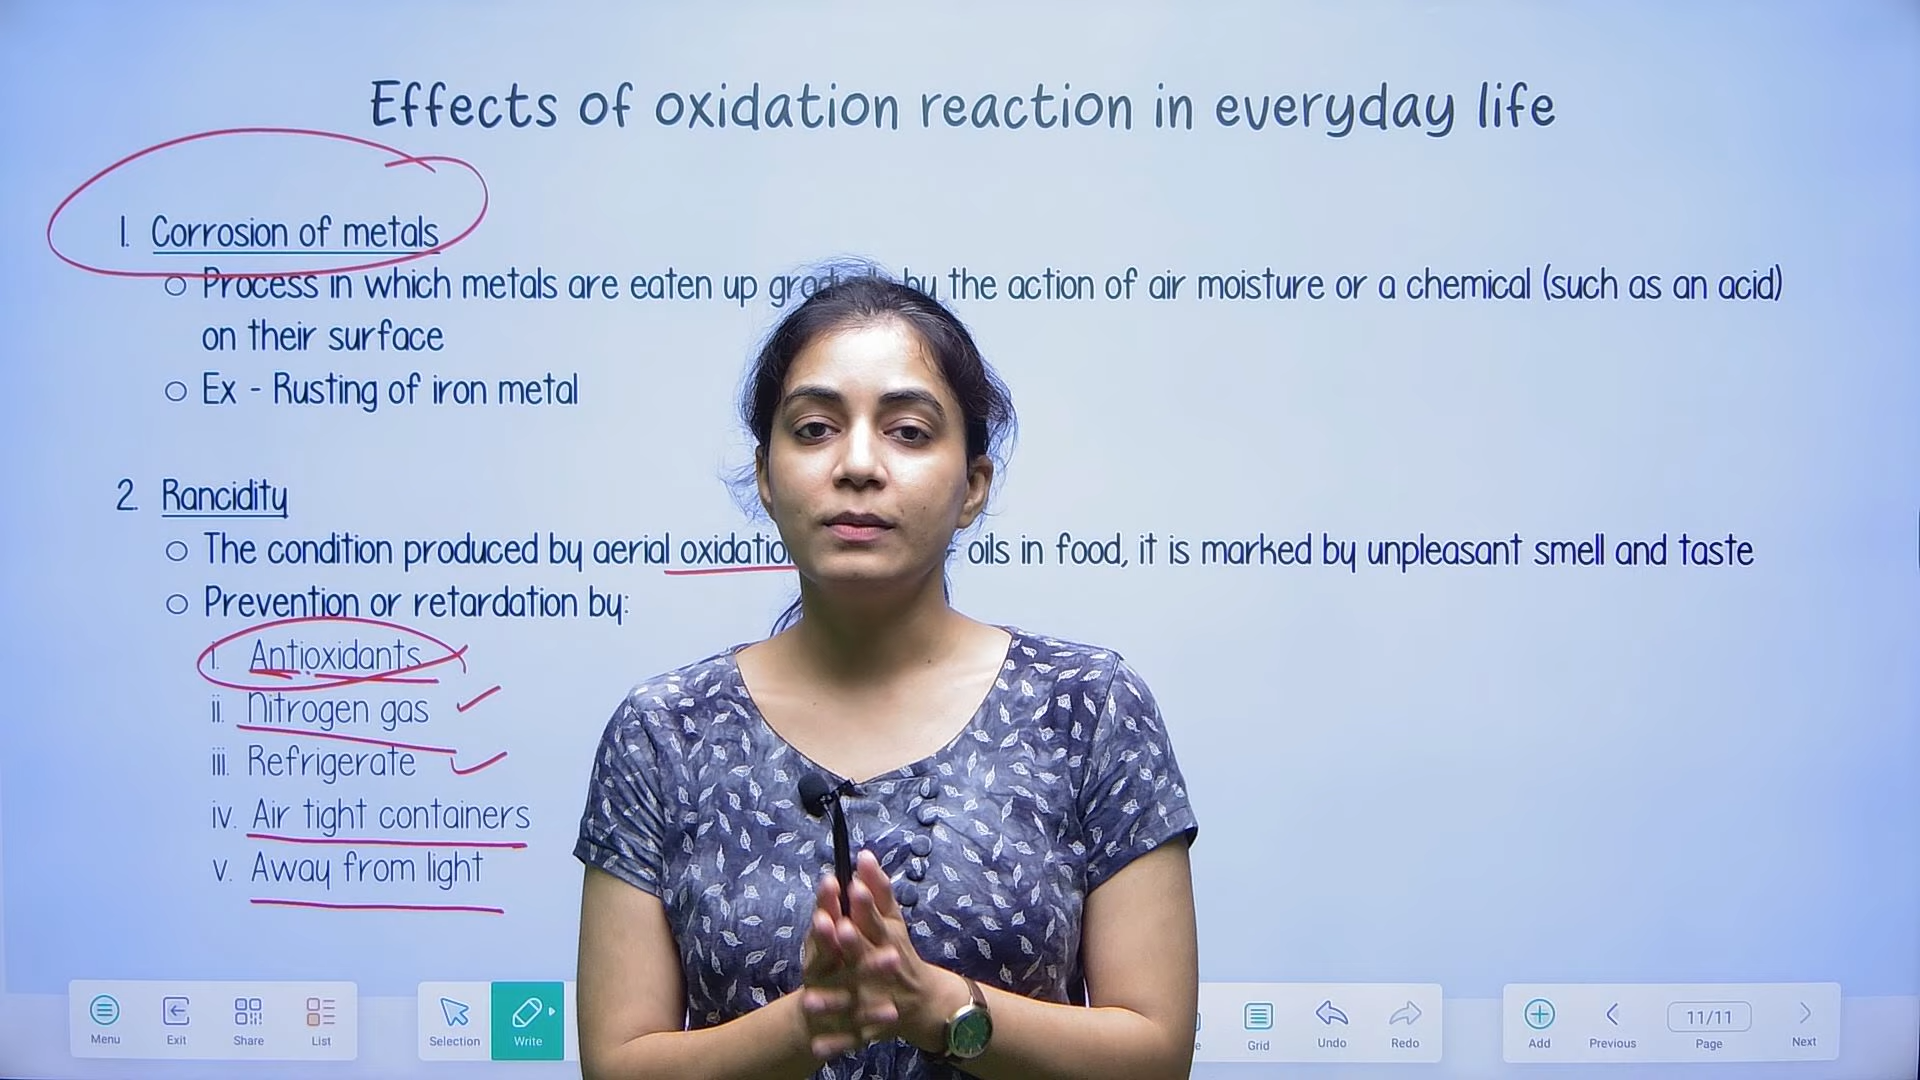 Effects of oxidation reaction in everyday life
1. Corrosion of metals
Process in which metals are eaten up gradually by the action of air moisture or a chemical (such as an acid)
on their surface
Ex - Rusting of iron metal
2. Rancidity
The condition produced by aerial oxidation oils in food, it is marked by unpleasant smell and taste
Prevention or retardation by:
i. Antioxidants
ii. Nitrogen gas
iii. Refrigerate
iv. Air tight containers
v. Away from light
Menu Exit Share List Selection Write Grid Undo Redo Add Previous 11/11 Page Next